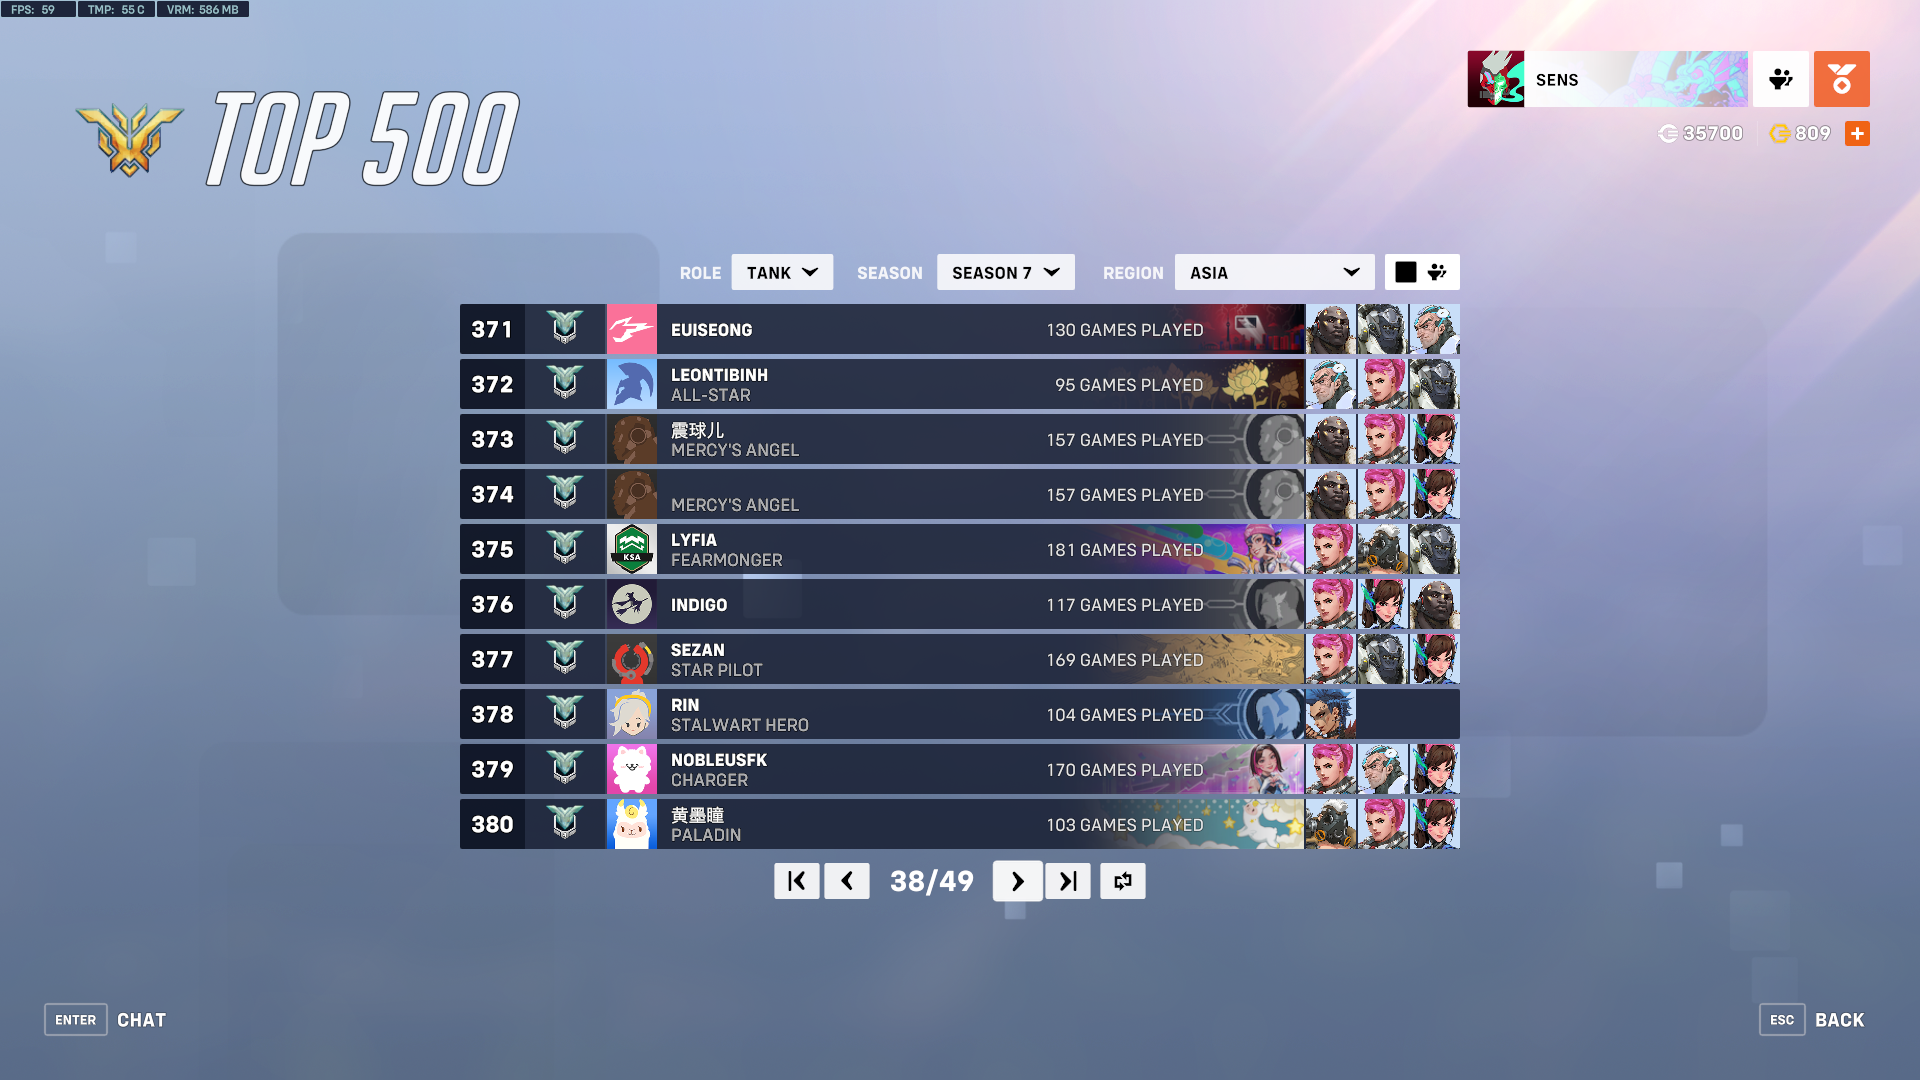 FPS: 59 TMP: 55 C VRM: 586 MB
TOP 500
SENS
35700 809
ROLE TANK SEASON SEASON 7 REGION ASIA
371 EUISEONG 130 GAMES PLAYED
372 LEONTIBINH 95 GAMES PLAYED
ALL-STAR
373 震球儿 157 GAMES PLAYED
MERCY'S ANGEL
374 157 GAMES PLAYED
MERCY'S ANGEL
375 KSA LYFIA 181 GAMES PLAYED
FEARMONGER
376 INDIGO 117 GAMES PLAYED
377 SEZAN 169 GAMES PLAYED
STAR PILOT
378 RIN 104 GAMES PLAYED
STALWART HERO
379 NOBLEUSFK 170 GAMES PLAYED
CHARGER
380 黄墨瞳 103 GAMES PLAYED
PALADIN
38/49
ENTER CHAT
ESC BACK